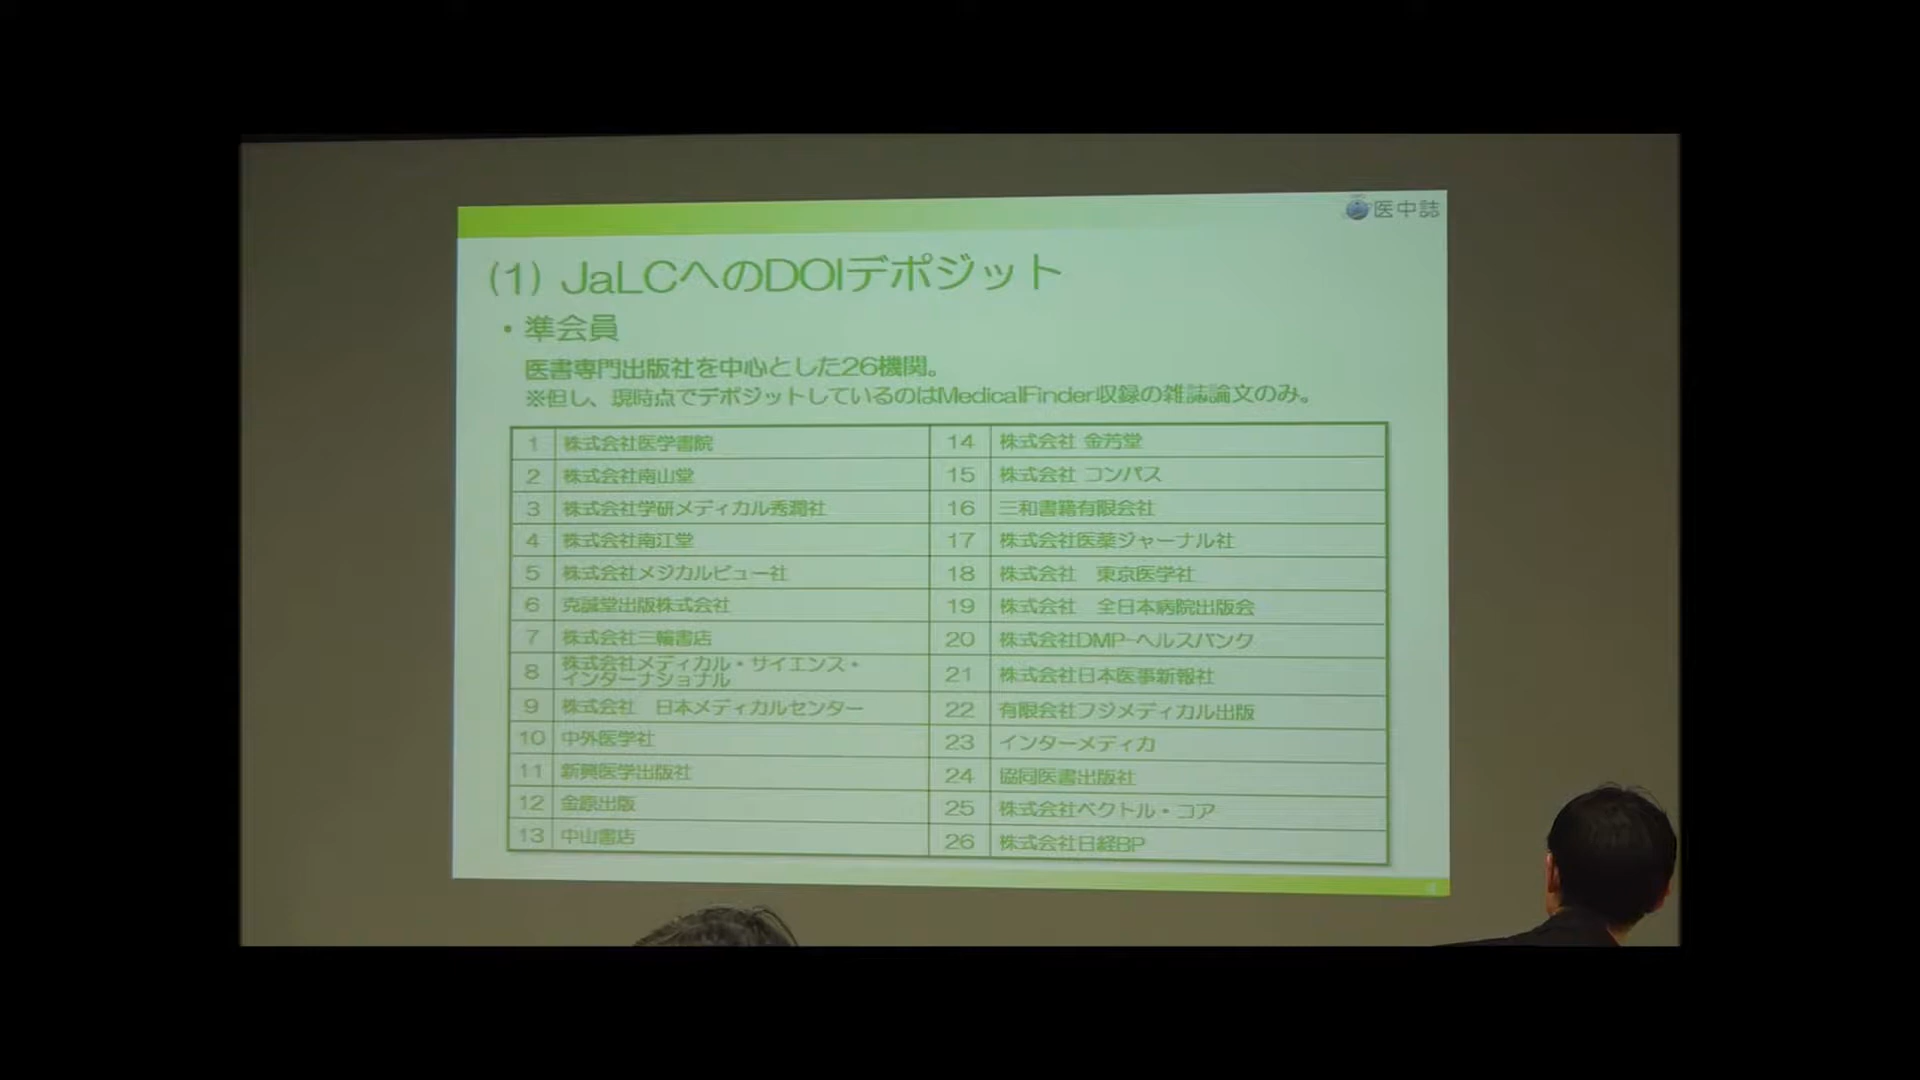 医中誌
(1) JaLCへのDOIデポジット
・準会員
医書専門出版社を中心とした26機関。
※但し、現時点でデポジットしているのはMedicalFinder収録の雑誌論文のみ。
1 株式会社医学書院
2 株式会社南山堂
3 株式会社学研メディカル秀潤社
4 株式会社南江堂
5 株式会社メジカルビュー社
6 克誠堂出版株式会社
7 株式会社三輪書店
8 株式会社メディカル・サイエンス・
インターナショナル
9 株式会社　日本メディカルセンター
10 中外医学社
11 新興医学出版社
12 金原出版
13 中山書店
14 株式会社 金芳堂
15 株式会社 コンパス
16 三和書籍有限会社
17 株式会社医薬ジャーナル社
18 株式会社　東京医学社
19 株式会社　全日本病院出版会
20 株式会社DMP-ヘルスバンク
21 株式会社日本医事新報社
22 有限会社フジメディカル出版
23 インターメディカ
24 協同医書出版社
25 株式会社ベクトル・コア
26 株式会社日経BP